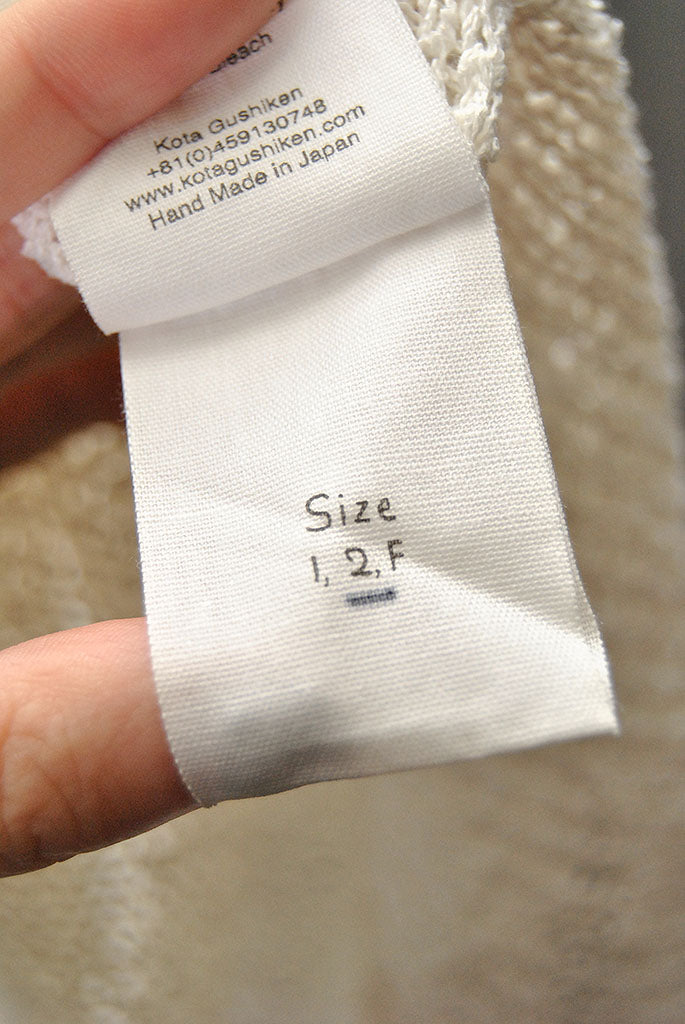 Kota Gushiken
+81(0)459130748
www.kotagushiken.com
Hand Made in Japan
Size
1, 2, F